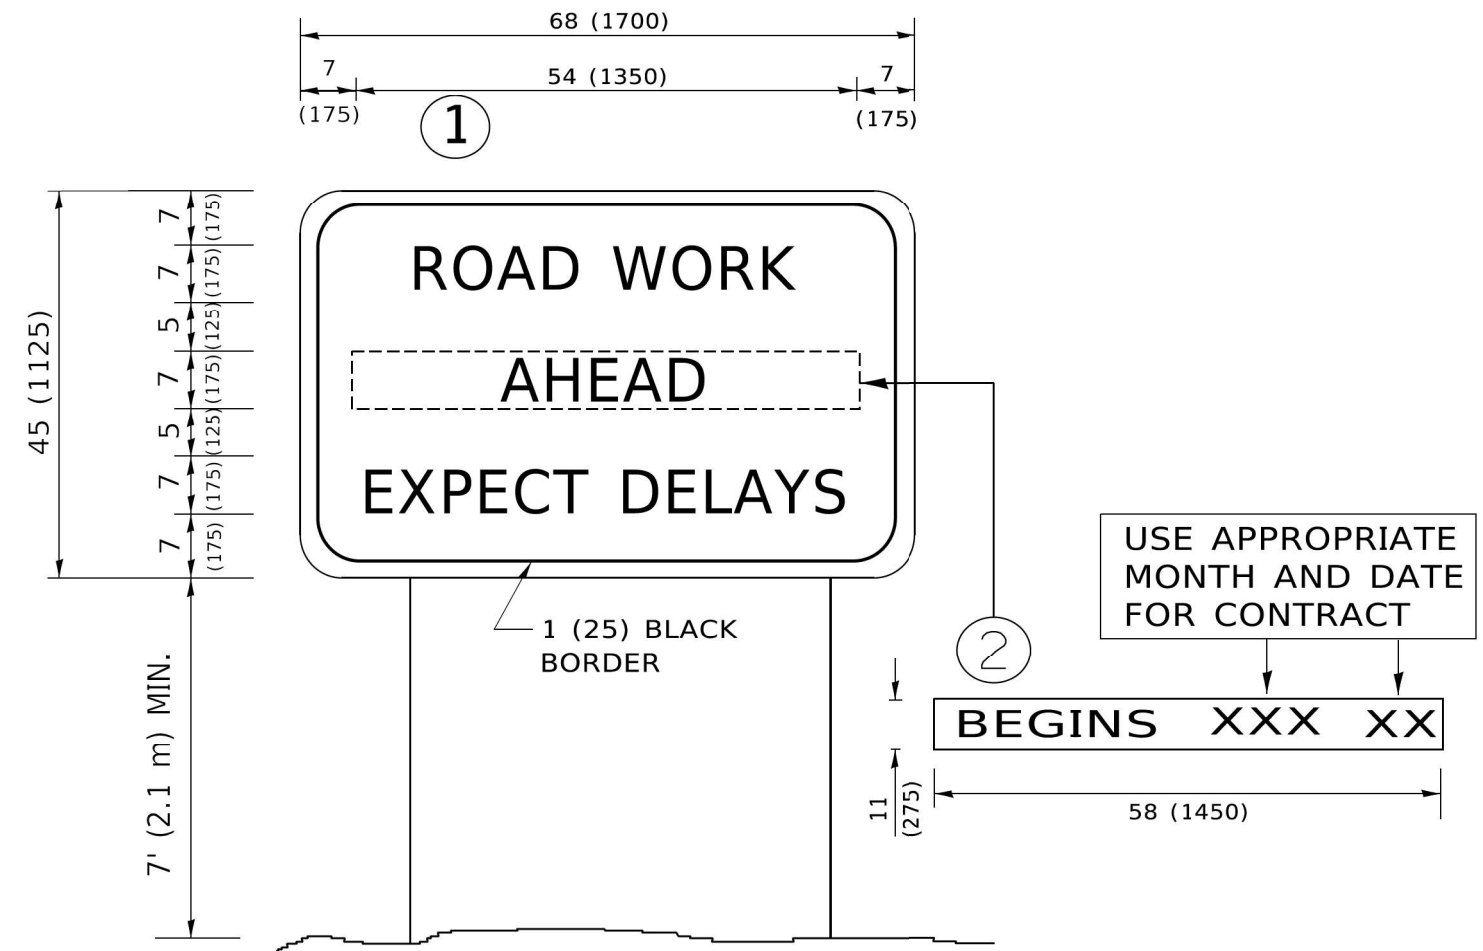 68 (1700)
7
54 (1350)
7
(175)
(175)
1
7
(175)
7
(175)
5
(125)
7
(175)
5
(125)
7
(175)
7
(175)
45 (1125)
ROAD WORK
AHEAD
EXPECT DELAYS
1 (25) BLACK
BORDER
7' (2.1 m) MIN.
2
USE APPROPRIATE
MONTH AND DATE
FOR CONTRACT
BEGINS XXX XX
11
(275)
58 (1450)